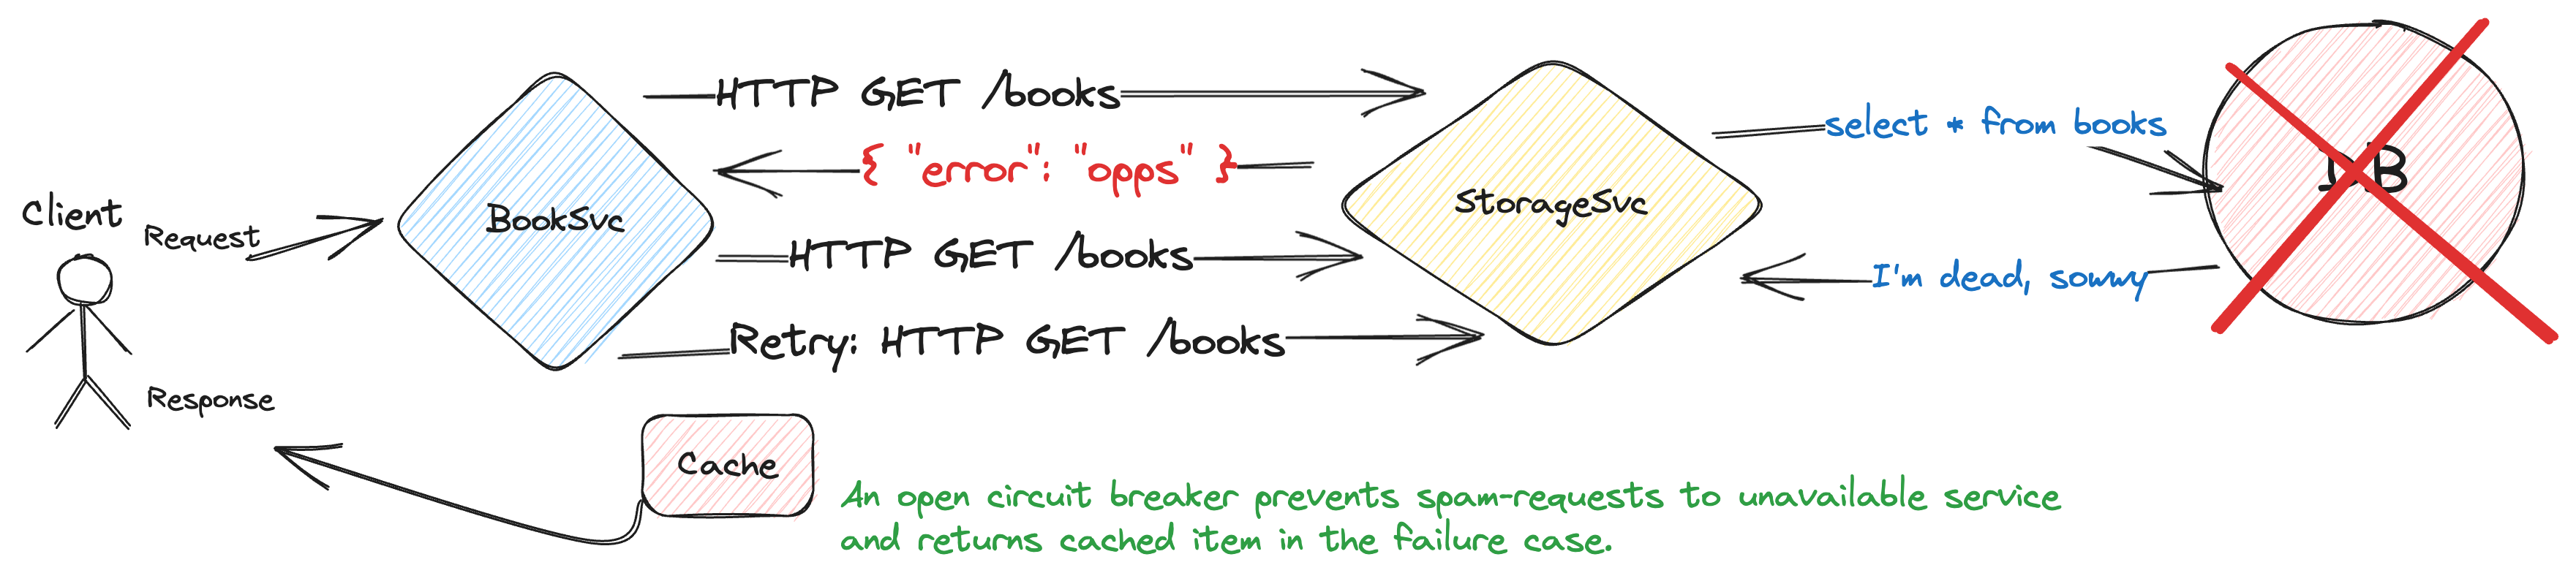 HTTP GET /books
select * from books
{ "error": "opps" }
DB
Client
Request
BookSvc
StorageSvc
HTTP GET /books
I'm dead, sowwy
Retry: HTTP GET /books
Response
Cache
An open circuit breaker prevents spam-requests to unavailable service
and returns cached item in the failure case.